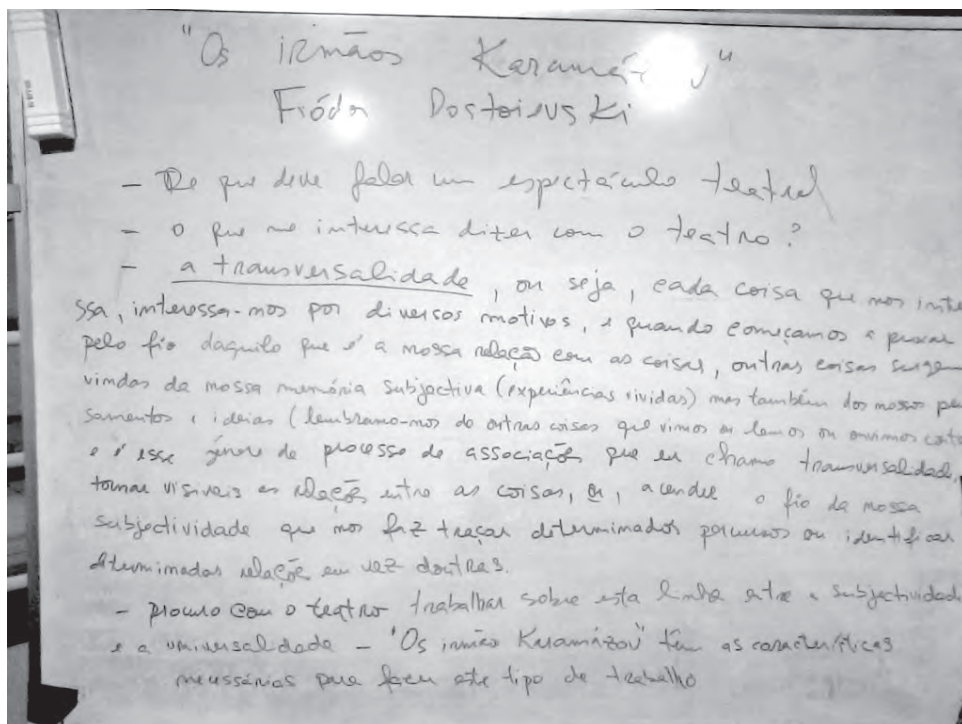 "Os irmãos Karamázov"
Fiódor Dostoievski
- De que deve falar um espectáculo teatral
- o que me interessa dizer com o teatro?
- a transversalidade, ou seja, cada coisa que nos inte
ssa, interessa-nos por diversos motivos, e quando começamos a puxar
pelo fio daquilo que é a nossa relação com as coisas, outras coisas surgem
vindas da nossa memória subjectiva (experiências vividas) mas também dos nossos pen
samentos e ideias (lembramo-nos de outras coisas que vimos ou lemos ou ouvimos
e é esse género de processo de associações que eu chamo transversalidade,
tornar visíveis as relações entre as coisas, ou, acender o fio da nossa
subjectividade que nos faz traçar determinados percursos ou identificar
determinadas relações em vez doutras.
- procuro com o teatro trabalhar sobre esta linha entre a subjectividade
e a universalidade - "Os irmão Karamázov" têm as características
necessárias para fazer este tipo de trabalho